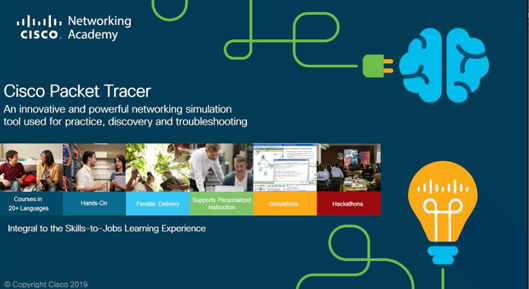 Networking
CISCO. Academy
Cisco Packet Tracer
An innovative and powerful networking simulation
tool used for practice, discovery and troubleshooting
Courses in
20+ Languages
Hands-On
Flexible Delivery
Supports Personalized
Instruction
Simulations
Hackathons
Integral to the Skills-to-Jobs Learning Experience
© Copyright Cisco 2019